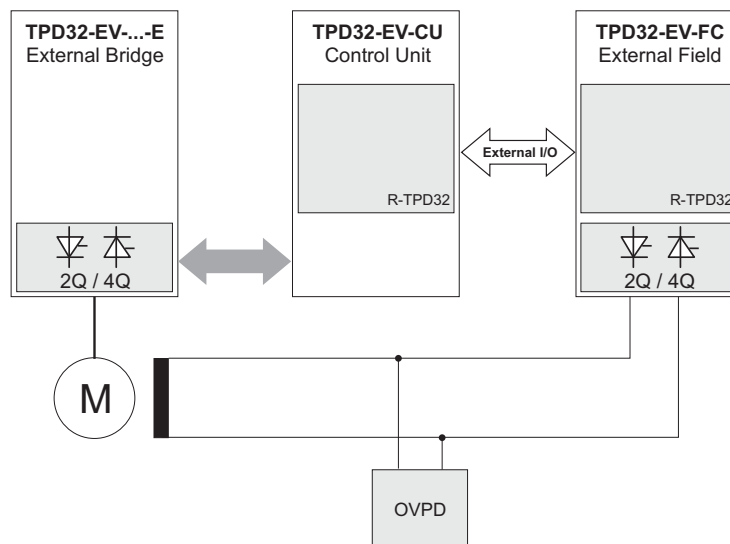 TPD32-EV-...-E
External Bridge
2Q / 4Q
TPD32-EV-CU
Control Unit
R-TPD32
External I/O
TPD32-EV-FC
External Field
R-TPD32
2Q / 4Q
M
OVPD